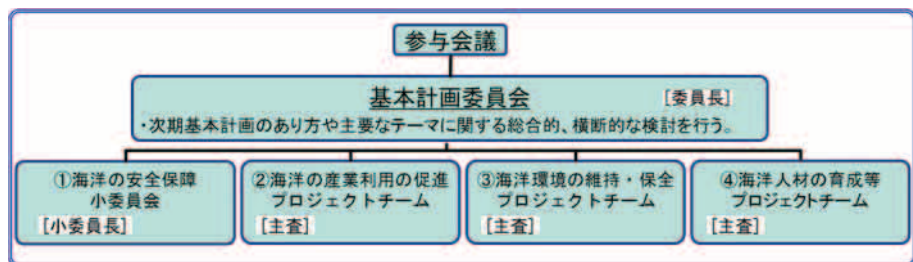 参与会議
基本計画委員会 [委員長]
・次期基本計画のあり方や主要なテーマに関する総合的、横断的な検討を行う。
①海洋の安全保障
小委員会
[小委員長]
②海洋の産業利用の促進
プロジェクトチーム
[主査]
③海洋環境の維持・保全
プロジェクトチーム
[主査]
④海洋人材の育成等
プロジェクトチーム
[主査]